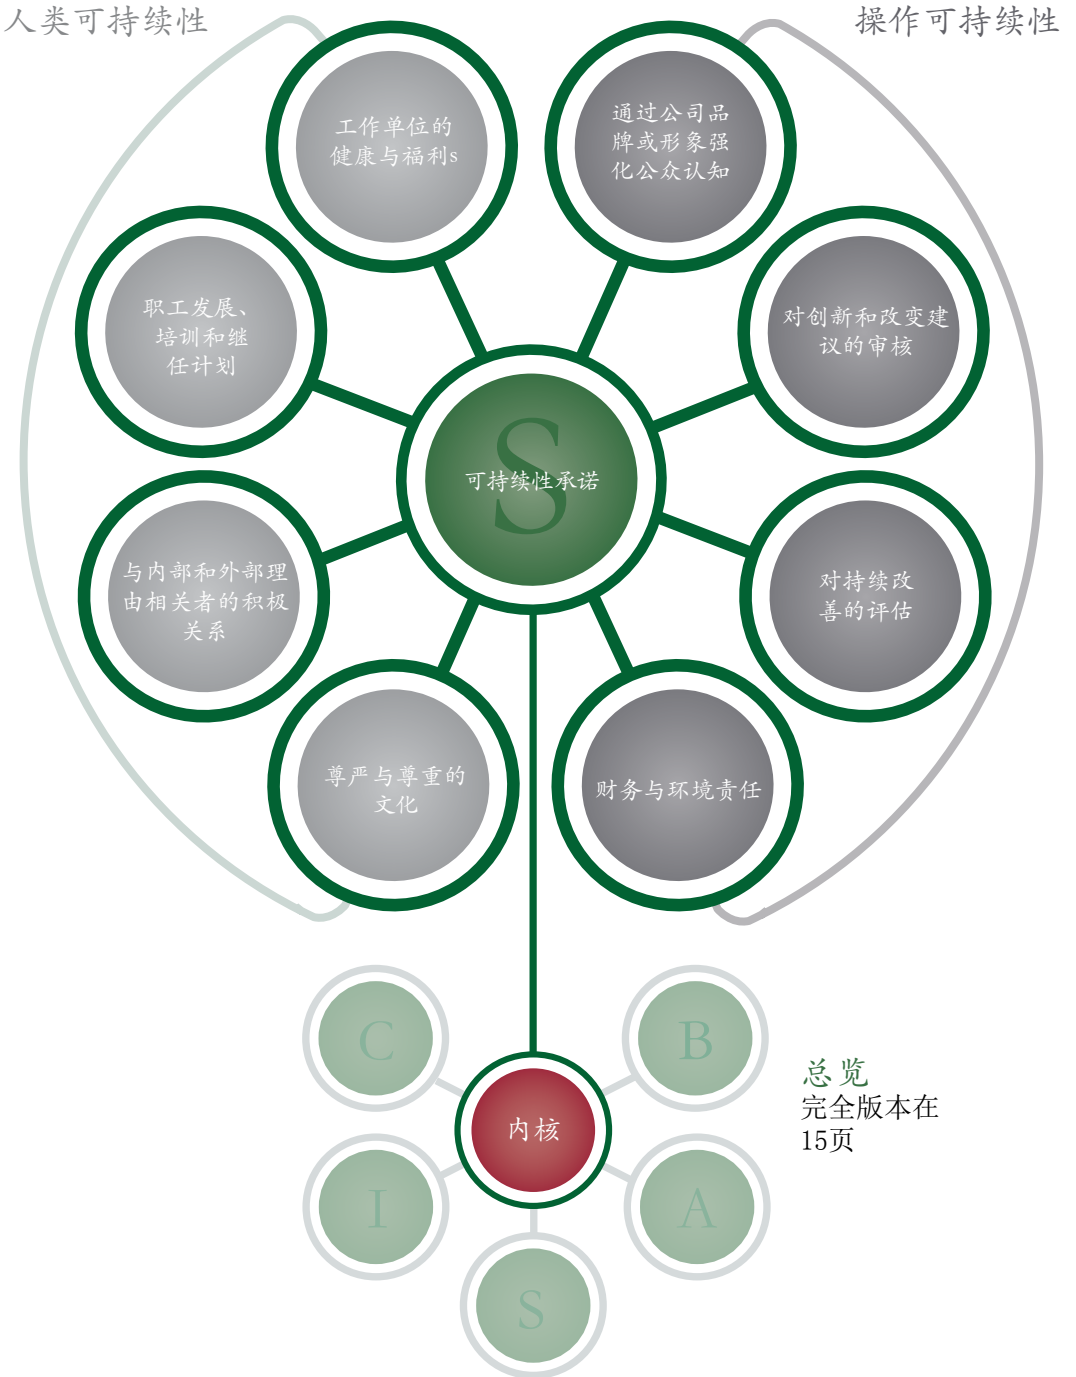 人类可持续性
操作可持续性
工作单位的
健康与福利s
通过公司品
牌或形象强
化公众认知
职工发展、
培训和继
任计划
对创新和改变建
议的审核
S
可持续性承诺
与内部和外部理
由相关者的积极
关系
对持续改
善的评估
尊严与尊重的
文化
财务与环境责任
C
B
总览
完全版本在
15页
内核
I
A
S